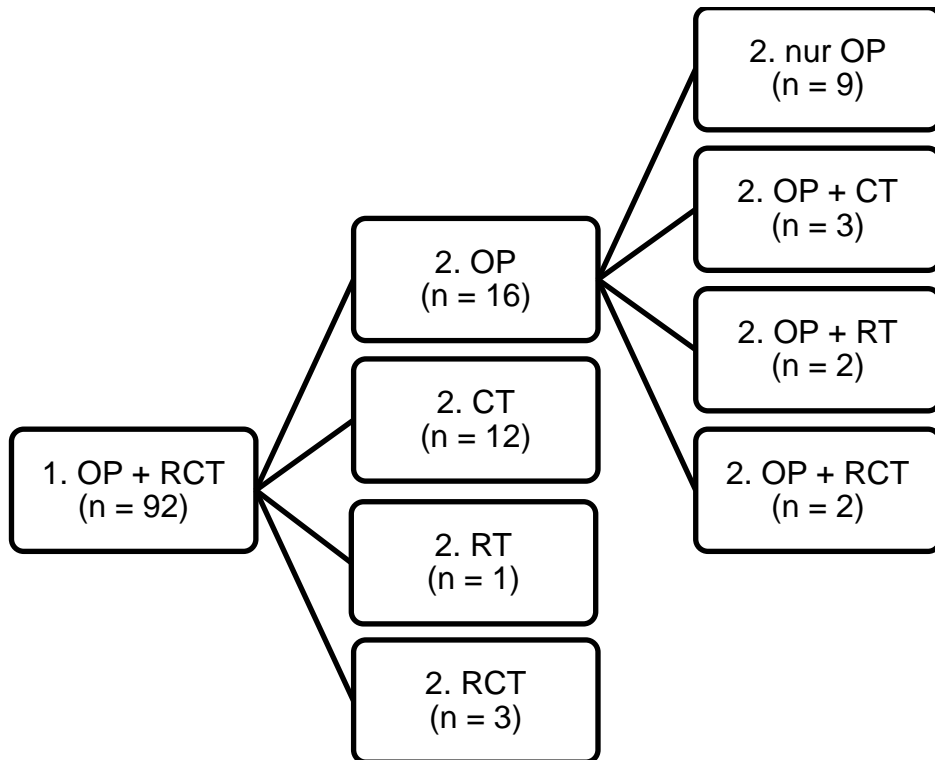 1. OP + RCT
(n = 92)
2. OP
(n = 16)
2. CT
(n = 12)
2. RT
(n = 1)
2. RCT
(n = 3)
2. nur OP
(n = 9)
2. OP + CT
(n = 3)
2. OP + RT
(n = 2)
2. OP + RCT
(n = 2)